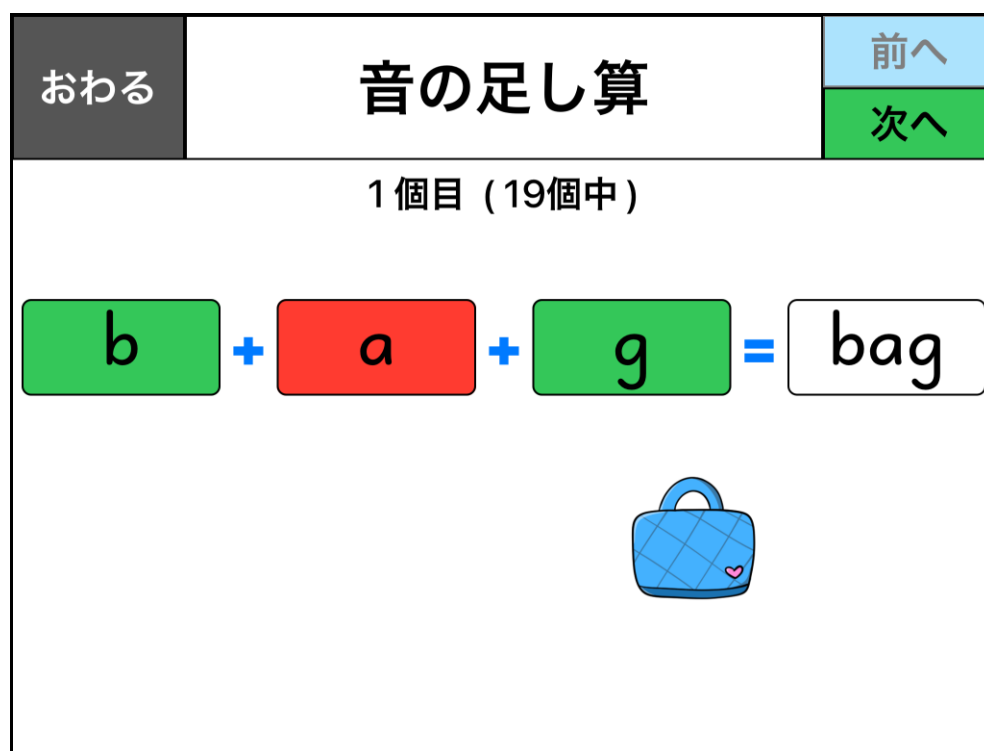 おわる
音の足し算
前へ
次へ
1個目 (19個中)
b + a + g = bag